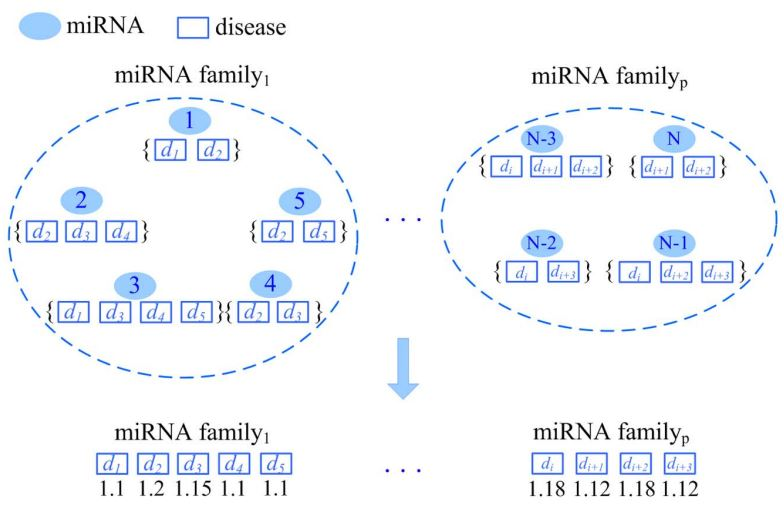 miRNA disease
miRNA family1 miRNA familyp
1
{d1 d2}
2
{d2 d3 d4}
5
{d2 d5}
3
{d1 d3 d4 d5}
4
{d2 d3}
. . .
N-3
{di di+1 di+2}
N
{di+1 di+2}
N-2
{di di+3}
N-1
{di di+2 di+3}
miRNA family1 miRNA familyp
d1 d2 d3 d4 d5 . . . di di+1 di+2 di+3
1.1 1.2 1.15 1.1 1.1 1.18 1.12 1.18 1.12